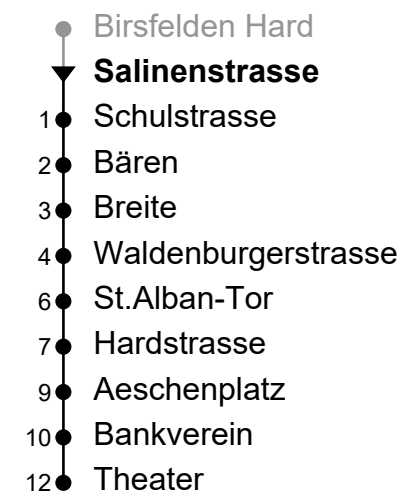 Birsfelden Hard
Salinenstrasse
1 Schulstrasse
2 Bären
3 Breite
4 Waldenburgerstrasse
6 St.Alban-Tor
7 Hardstrasse
9 Aeschenplatz
10 Bankverein
12 Theater